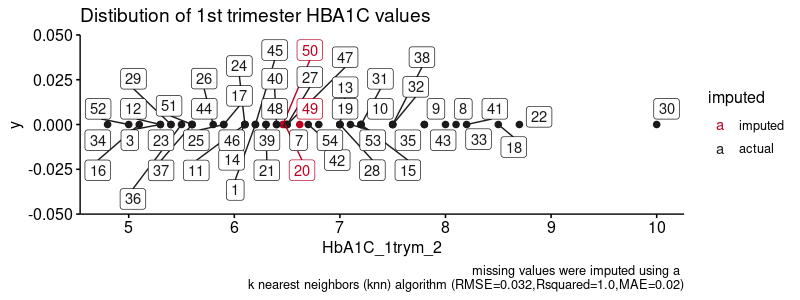 Distibution of 1st trimester HBA1C values
0.050
0.025
0.000
-0.025
-0.050
y
45 50 47 38
24
29 26 40 27 31
13 32
17
52 12 51 44 48 49 19 10 9 8 41
22 30
34 3 23 25 46 39 7 54 53 35 43 33
18
14 42
16 37 11 21 20 28 15
1
36
5 6 7 8 9 10
HbA1C_1trym_2
imputed
a imputed
a actual
missing values were imputed using a
k nearest neighbors (knn) algorithm (RMSE=0.032,Rsquared=1.0,MAE=0.02)